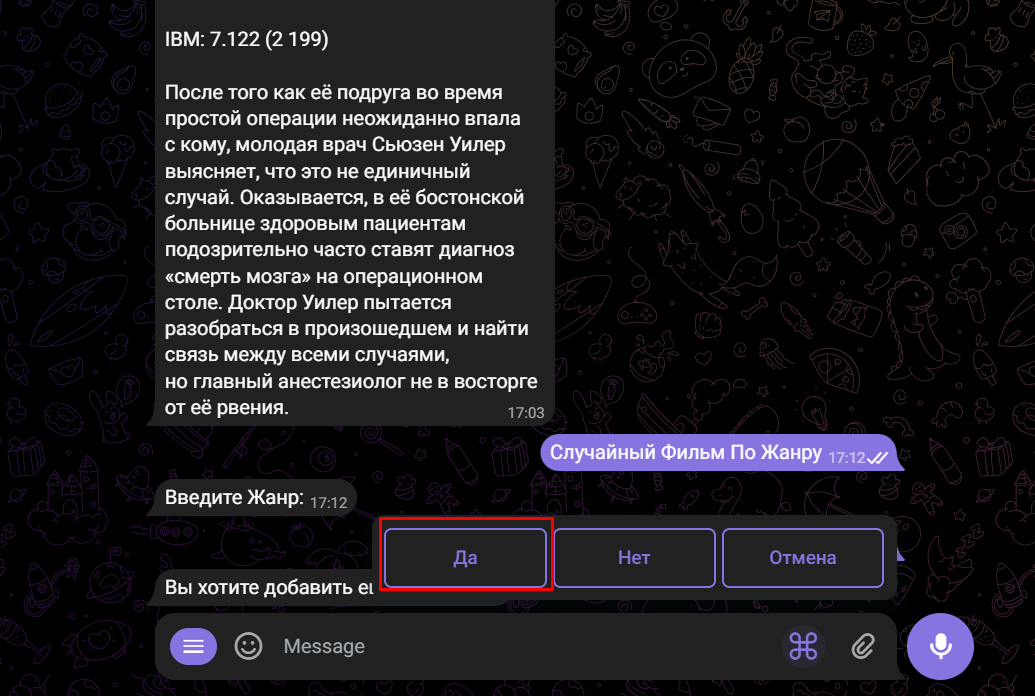 IBM: 7.122 (2 199)
После того как её подруга во время
простой операции неожиданно впала
с кому, молодая врач Сьюзен Уилер
выясняет, что это не единичный
случай. Оказывается, в её бостонской
больнице здоровым пациентам
подозрительно часто ставят диагноз
«смерть мозга» на операционном
столе. Доктор Уилер пытается
разобраться в произошедшем и найти
связь между всеми случаями,
но главный анестезиолог не в восторге
от её рвения.
17:03
Случайный Фильм По Жанру 17:12
Введите Жанр: 17:12
Да
Нет
Отмена
Вы хотите добавить
Message